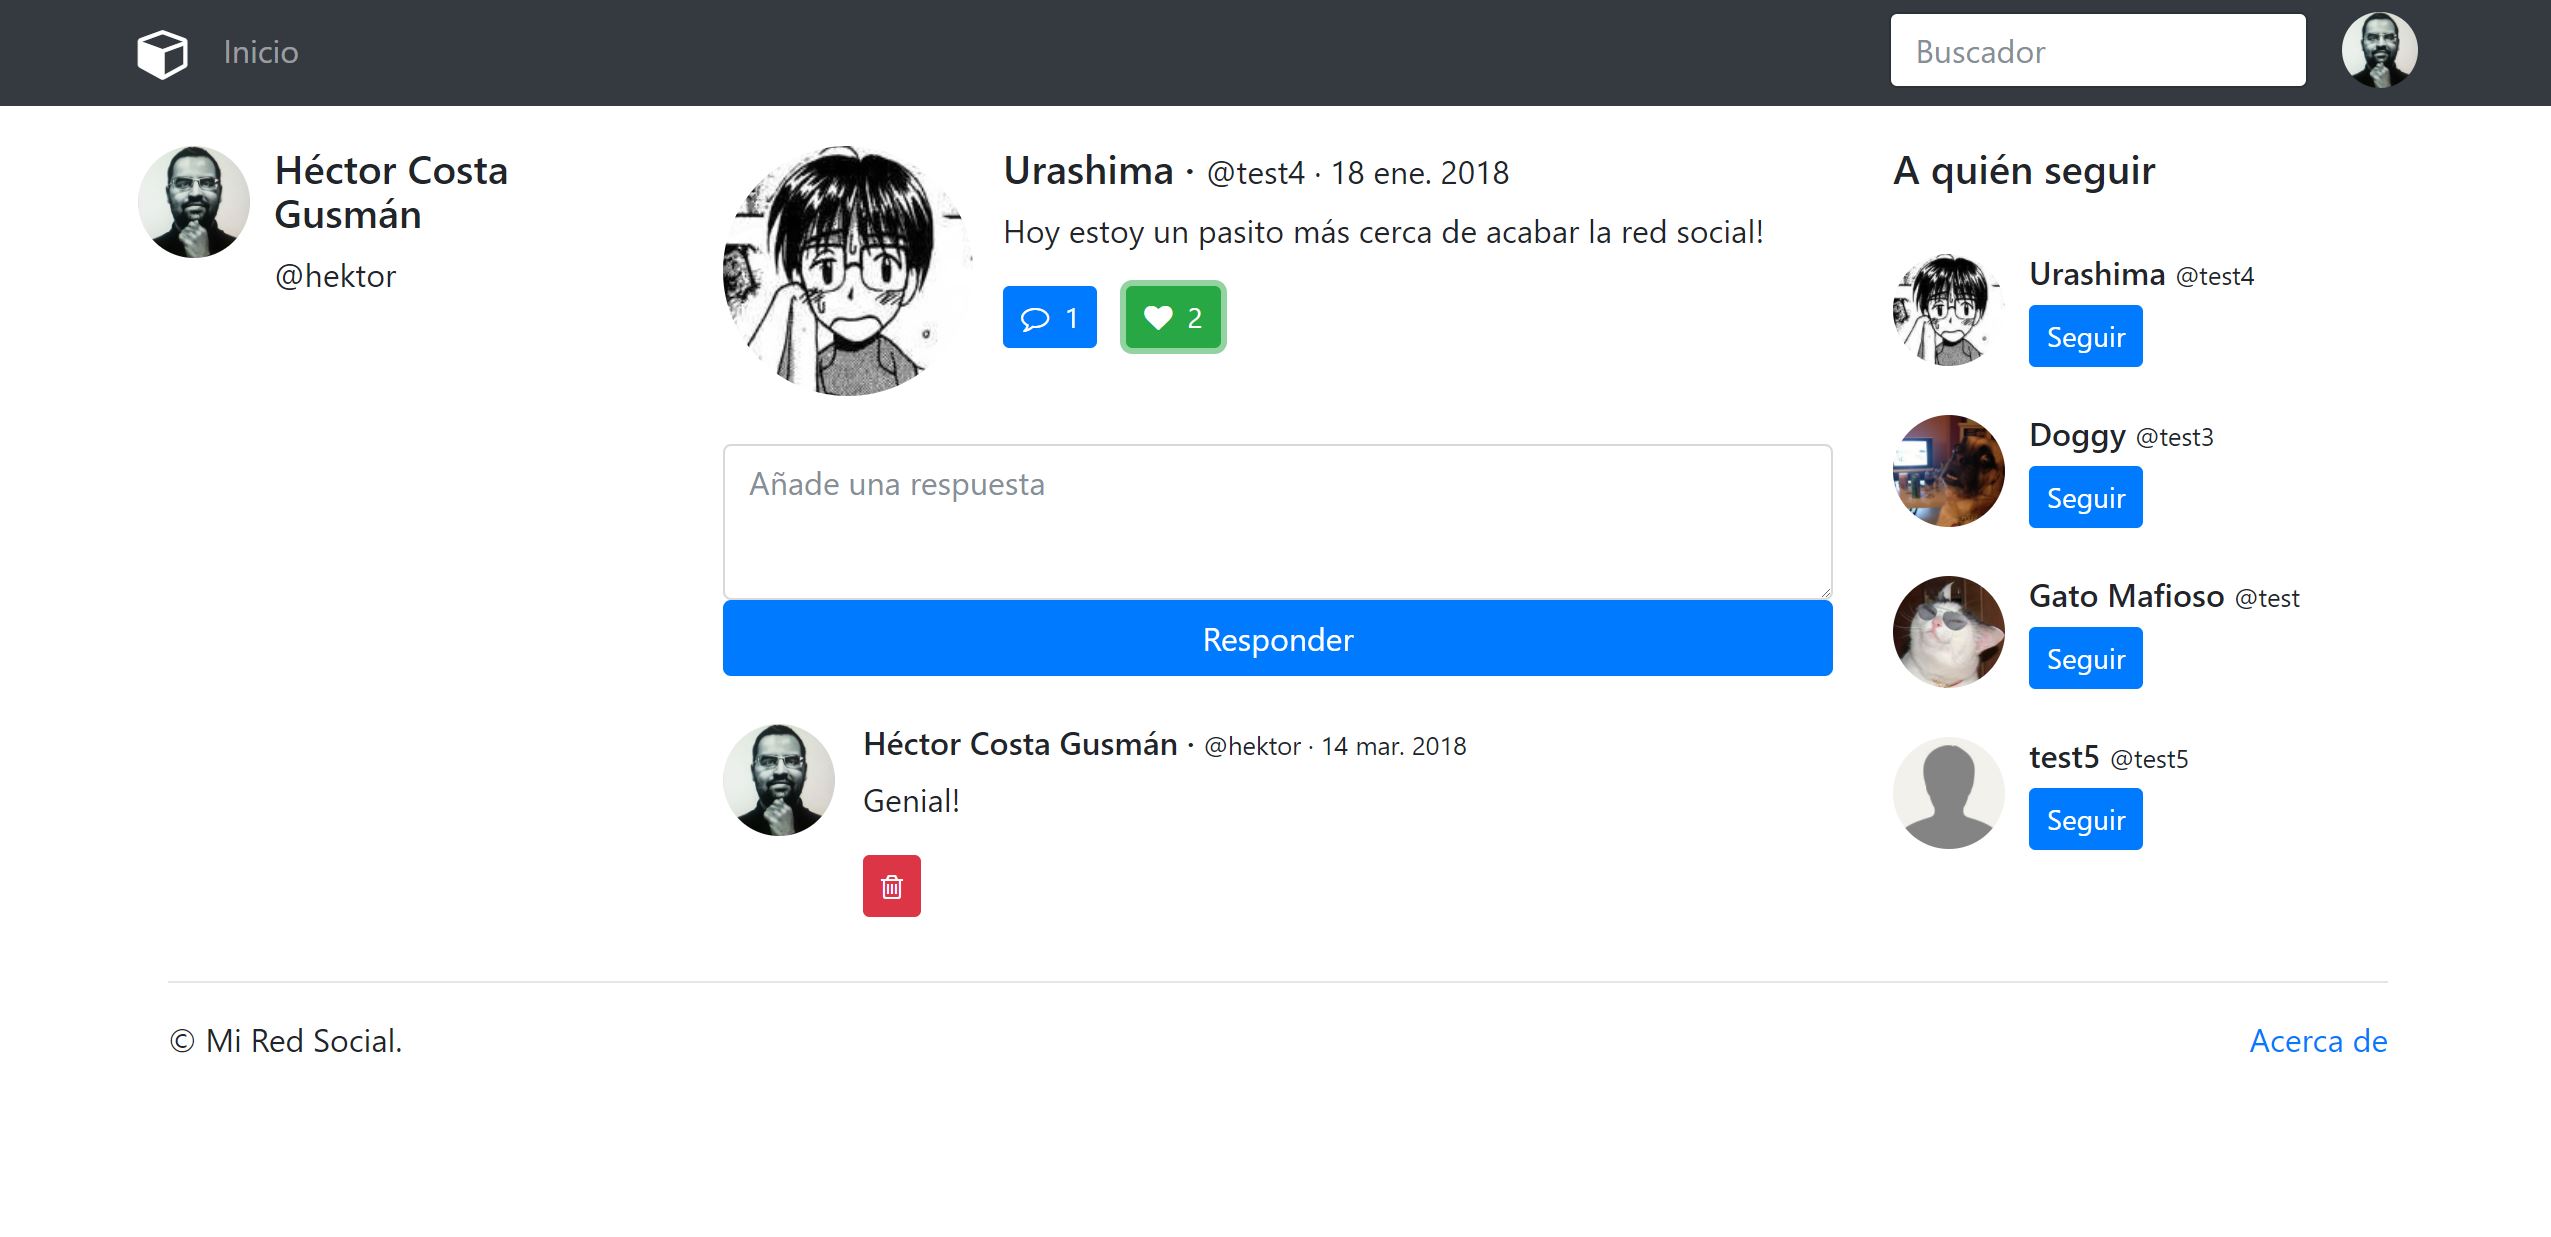 Inicio
Buscador
Héctor Costa
Gusmán
@hektor
Urashima · @test4 · 18 ene. 2018
Hoy estoy un pasito más cerca de acabar la red social!
1
2
Añade una respuesta
Responder
Héctor Costa Gusmán · @hektor · 14 mar. 2018
Genial!
A quién seguir
Urashima @test4
Seguir
Doggy @test3
Seguir
Gato Mafioso @test
Seguir
test5 @test5
Seguir
© Mi Red Social.
Acerca de